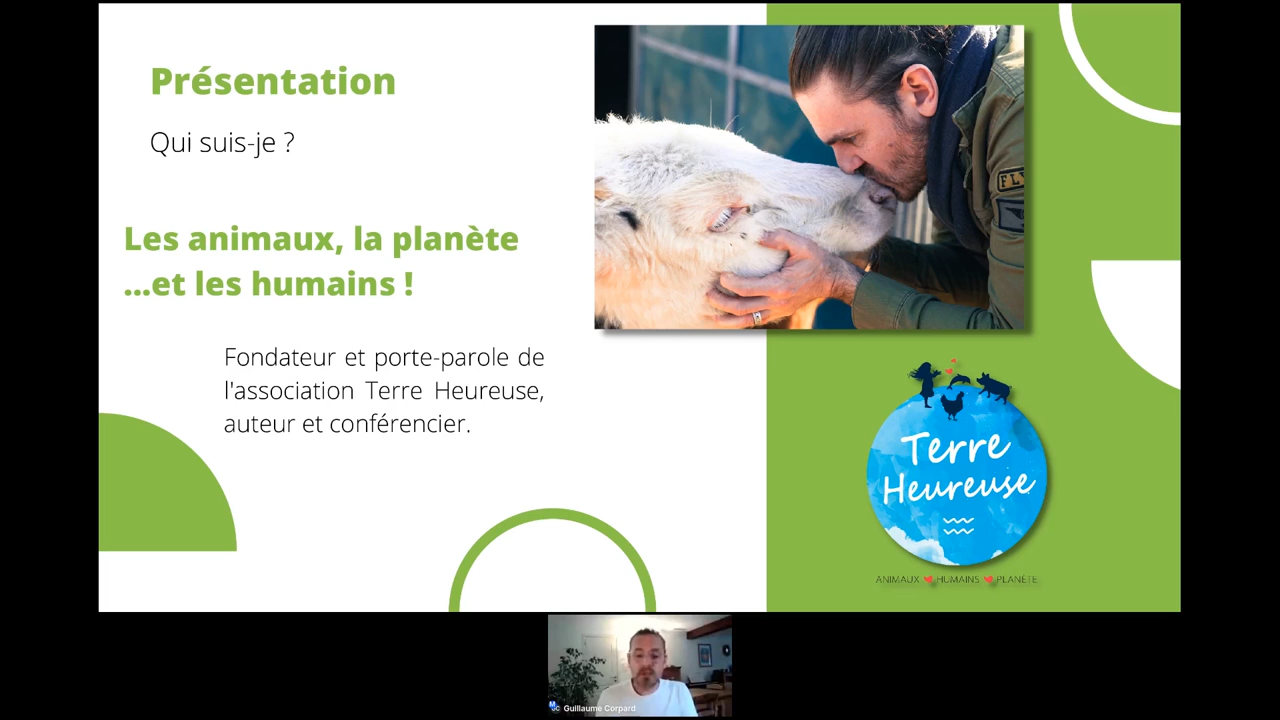 Présentation
Qui suis-je ?
Les animaux, la planète
...et les humains !
Fondateur et porte-parole de
l'association Terre Heureuse,
auteur et conférencier.
FLY
Terre
Heureuse
ANIMAUX HUMAINS PLANÈTE
Guillaume Corpard